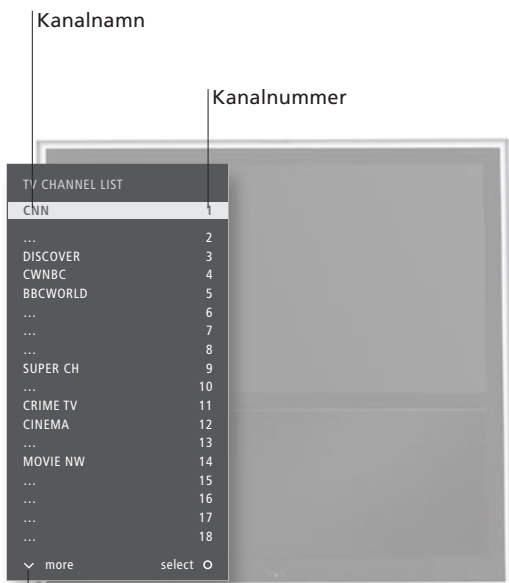 Kanalnamn
Kanalnummer
TV CHANNEL LIST
CNN 1
... 2
DISCOVER 3
CWNBC 4
BBCWORLD 5
... 6
... 7
... 8
SUPER CH 9
... 10
CRIME TV 11
CINEMA 12
... 13
MOVIE NW 14
... 15
... 16
... 17
... 18
more select